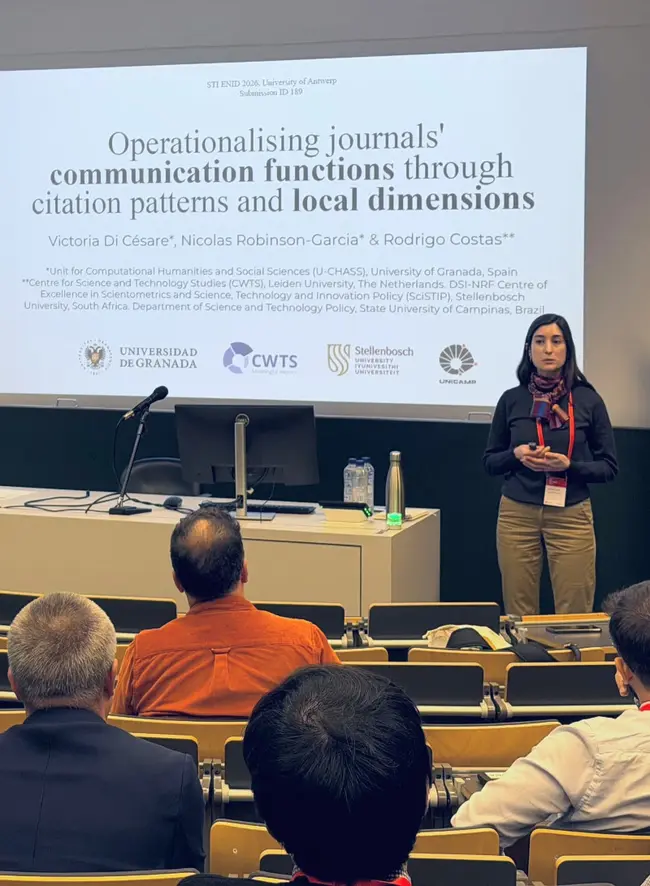 STI ENID 2026, University of Antwerp
Submission ID 189
Operationalising journals'
communication functions through
citation patterns and local dimensions
Victoria Di Césare*, Nicolas Robinson-Garcia* & Rodrigo Costas**
*Unit for Computational Humanities and Social Sciences (U-CHASS), University of Granada, Spain
**Centre for Science and Technology Studies (CWTS), Leiden University, The Netherlands. DSI-NRF Centre of
Excellence in Scientometrics and Science, Technology and Innovation Policy (SciSTIP), Stellenbosch
University, South Africa. Department of Science and Technology Policy, State University of Campinas, Brazil
UNIVERSIDAD
DE GRANADA
CWTS
Stellenbosch
UNIVERSITY
IYUNIVESITHI
UNIVERSITEIT
UNICAMP
DELL